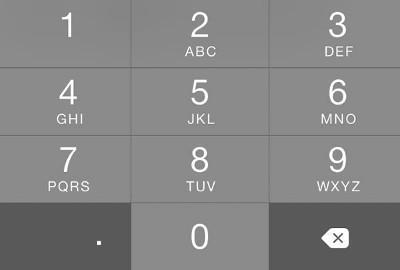 1 2 3
ABC DEF
4 5 6
GHI JKL MNO
7 8 9
PQRS TUV WXYZ
. 0